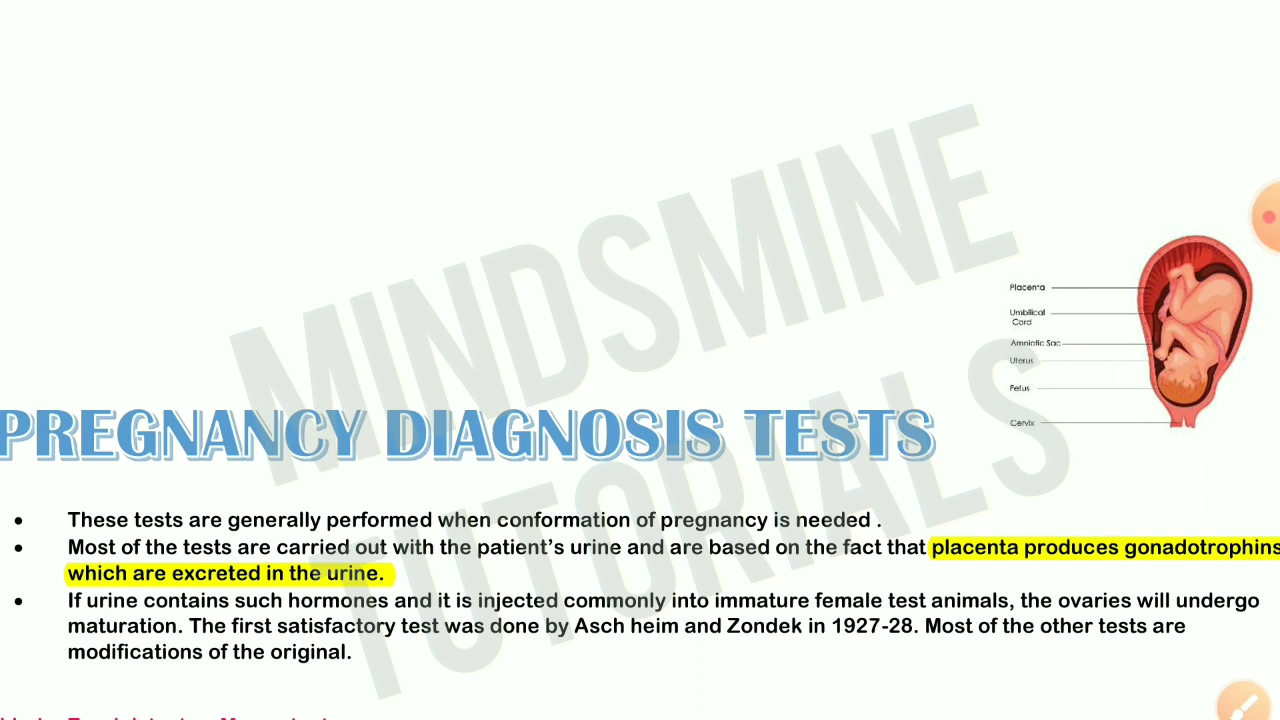 MINDSMINE
TUTORIALS
Placenta
Umbilical
Cord
Amniotic Sac
Uterus
Fetus
Cervix
PREGNANCY DIAGNOSIS TESTS
• These tests are generally performed when conformation of pregnancy is needed .
• Most of the tests are carried out with the patient's urine and are based on the fact that placenta produces gonadotrophins
which are excreted in the urine.
• If urine contains such hormones and it is injected commonly into immature female test animals, the ovaries will undergo
maturation. The first satisfactory test was done by Asch heim and Zondek in 1927-28. Most of the other tests are
modifications of the original.